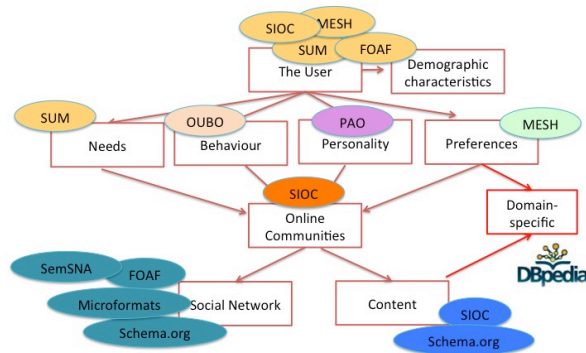 SIOC
MESH
SUM
FOAF
The User
Demographic
characteristics
SUM
OUBO
PAO
MESH
Needs
Behaviour
Personality
Preferences
SIOC
Online
Communities
Domain-
specific
DBpedia
SemSNA
FOAF
Microformats
Social Network
Content
SIOC
Schema.org
Schema.org